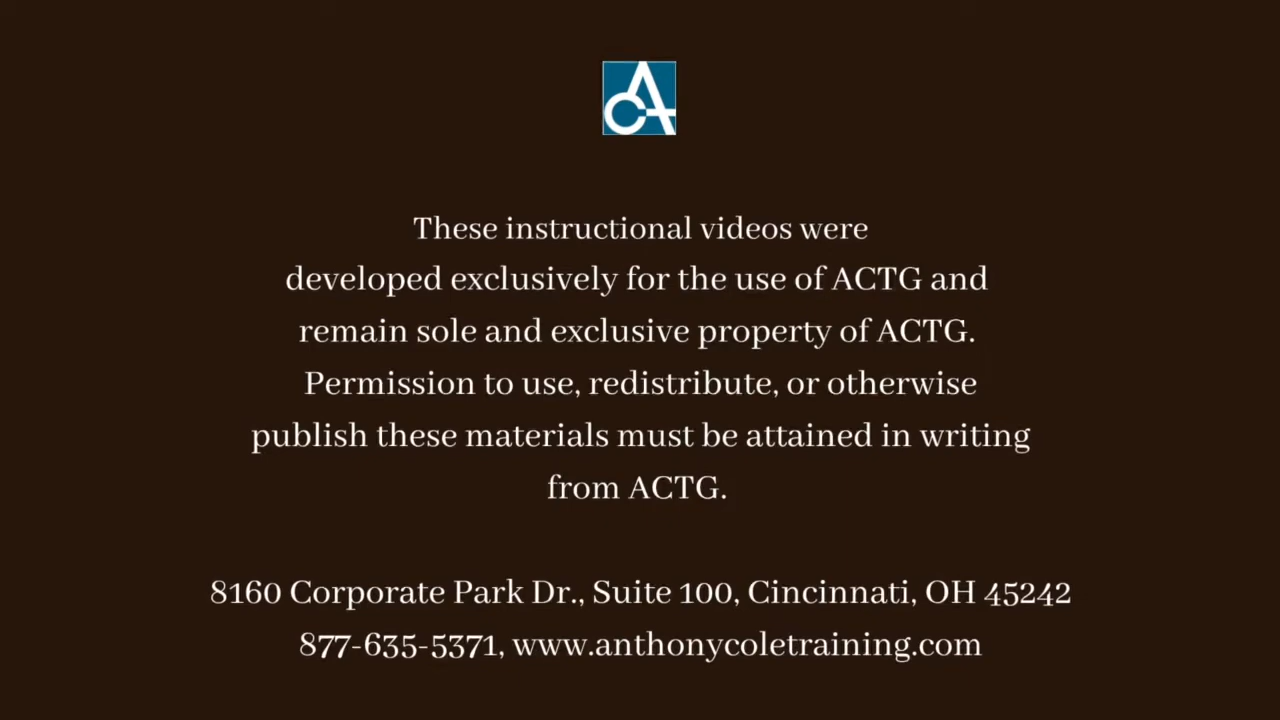 CA
These instructional videos were
developed exclusively for the use of ACTG and
remain sole and exclusive property of ACTG.
Permission to use, redistribute, or otherwise
publish these materials must be attained in writing
from ACTG.
8160 Corporate Park Dr., Suite 100, Cincinnati, OH 45242
877-635-5371, www.anthonycoletraining.com